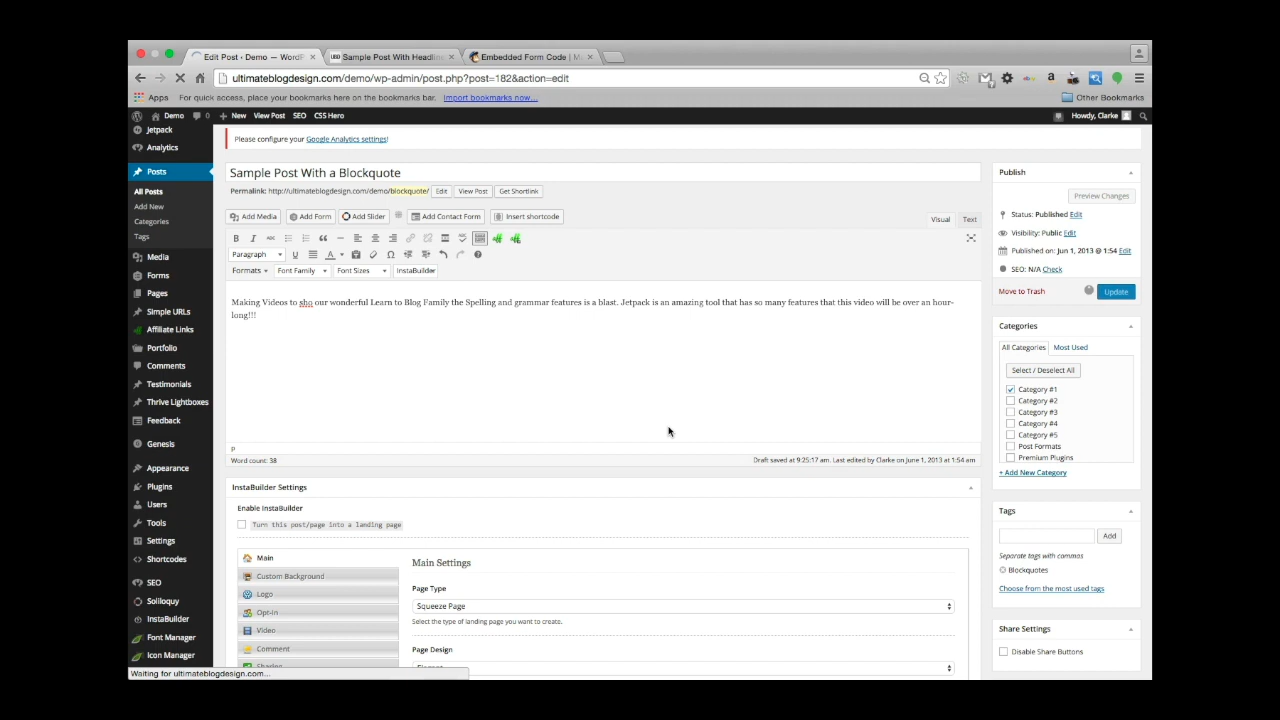 Edit Post ‹ Demo — WordP
Sample Post With Headlin
Embedded Form Code | M
ultimateblogdesign.com/demo/wp-admin/post.php?post=182&action=edit
Apps
For quick access, place your bookmarks here on the bookmarks bar.
Import bookmarks now...
Other Bookmarks
Demo
0
+ New
View Post
SEO
CSS Hero
Howdy, Clarke
Jetpack
Analytics
Posts
All Posts
Add New
Categories
Tags
Media
Forms
Pages
Simple URLs
Affiliate Links
Portfolio
Comments
Testimonials
Thrive Lightboxes
Feedback
Genesis
Appearance
Plugins
Users
Tools
Settings
Shortcodes
SEO
Soliloquy
InstaBuilder
Font Manager
Icon Manager
Please configure your Google Analytics settings!
Sample Post With a Blockquote
Permalink: http://ultimateblogdesign.com/demo/blockquote/ Edit View Post Get Shortlink
Add Media Add Form Add Slider Add Contact Form Insert shortcode
Visual Text
Paragraph
Formats Font Family Font Sizes InstaBuilder
Making Videos to sho our wonderful Learn to Blog Family the Spelling and grammar features is a blast. Jetpack is an amazing tool that has so many features that this video will be over an hour-
long!!!
P
Word count: 38
Draft saved at 9:25:17 am. Last edited by Clarke on June 1, 2013 at 1:54 am
InstaBuilder Settings
Enable InstaBuilder
Turn this post/page into a landing page
Main
Custom Background
Logo
Opt-In
Video
Comment
Sharing
Main Settings
Page Type
Squeeze Page
Select the type of landing page you want to create.
Page Design
Publish
Preview Changes
Status: Published Edit
Visibility: Public Edit
Published on: Jun 1, 2013 @ 1:54 Edit
SEO: N/A Check
Move to Trash
Update
Categories
All Categories Most Used
Select / Deselect All
Category #1
Category #2
Category #3
Category #4
Category #5
Post Formats
Premium Plugins
+ Add New Category
Tags
Add
Separate tags with commas
Blockquotes
Choose from the most used tags
Share Settings
Disable Share Buttons
Waiting for ultimateblogdesign.com...